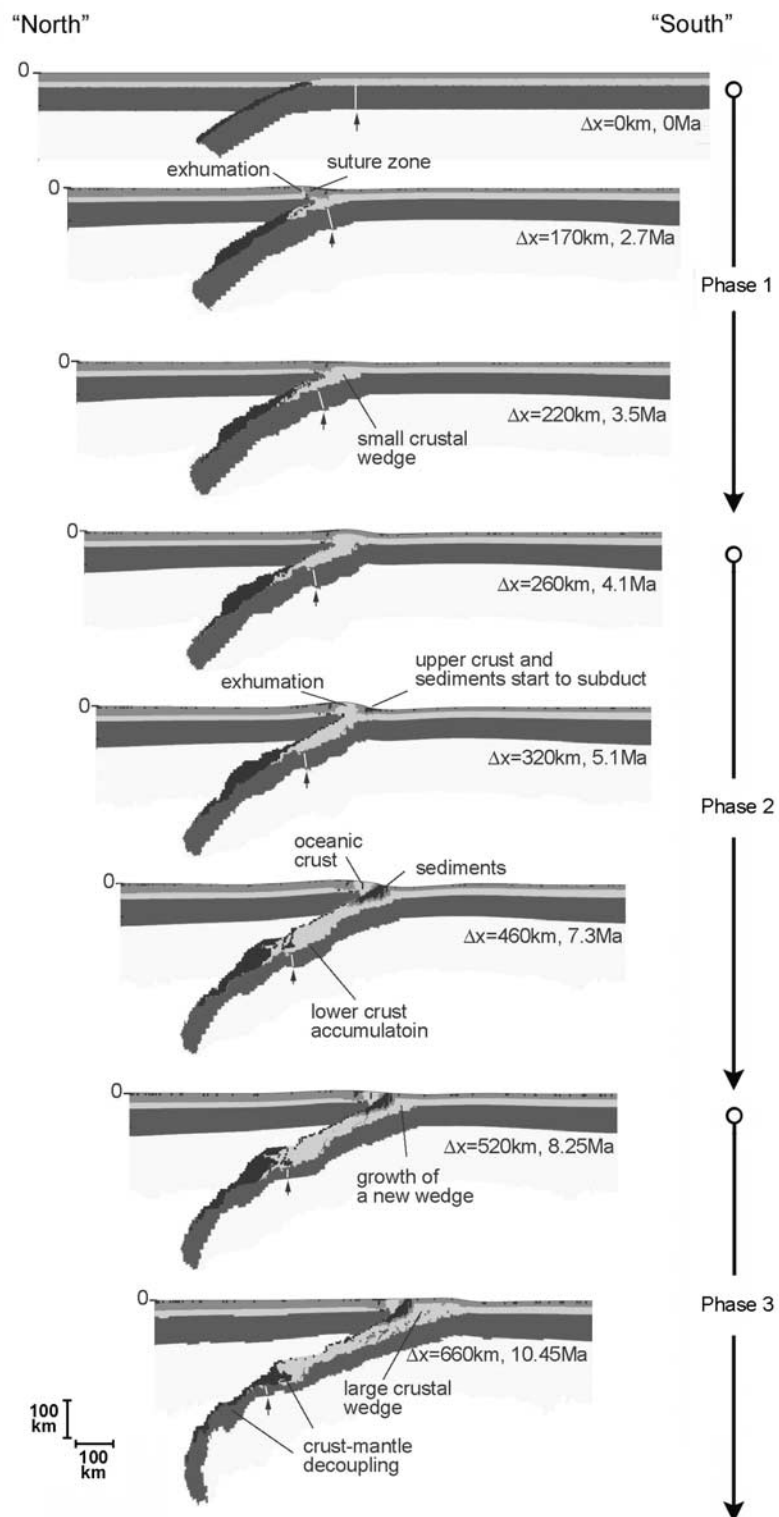 “North”
“South”
0
Δx=0km, 0Ma
exhumation
suture zone
0
Δx=170km, 2.7Ma
Phase 1
0
Δx=220km, 3.5Ma
small crustal
wedge
0
Δx=260km, 4.1Ma
upper crust and
sediments start to subduct
exhumation
0
Δx=320km, 5.1Ma
Phase 2
oceanic
crust
sediments
0
Δx=460km, 7.3Ma
lower crust
accumulatoin
0
Δx=520km, 8.25Ma
growth of
a new wedge
0
Phase 3
Δx=660km, 10.45Ma
large crustal
wedge
100
km
100
km
crust-mantle
decoupling